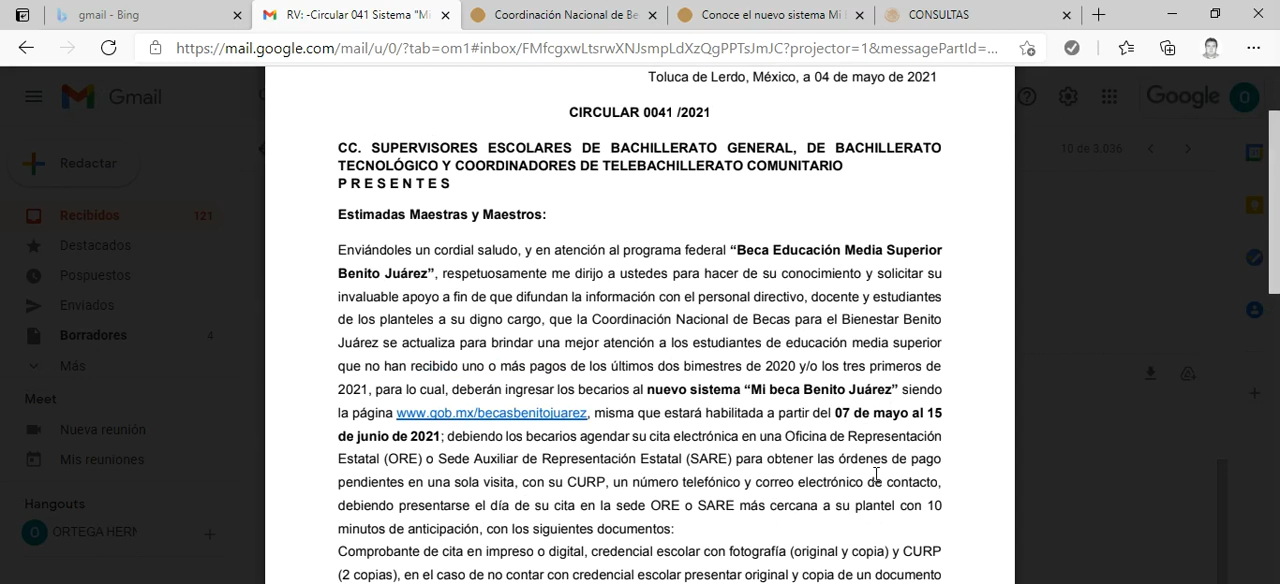 gmail - Bing
RV: -Circular 041 Sistema "Mi
Coordinación Nacional de Be
Conoce el nuevo sistema Mi B
CONSULTAS
https://mail.google.com/mail/u/0/?tab=om1#inbox/FMfcgxwLtsrwXNJsmpLdXzQgPPTsJmJC?projector=1&messagePartId=...
Gmail
Google
O
Redactar
10 de 3,036
Recibidos 121
Destacados
Pospuestos
Enviados
Borradores 4
Más
Meet
Nueva reunión
Mis reuniones
Hangouts
O ORTEGA HERN
Toluca de Lerdo, México, a 04 de mayo de 2021
CIRCULAR 0041 /2021
CC. SUPERVISORES ESCOLARES DE BACHILLERATO GENERAL, DE BACHILLERATO
TECNOLÓGICO Y COORDINADORES DE TELEBACHILLERATO COMUNITARIO
P R E S E N T E S
Estimadas Maestras y Maestros:
Enviándoles un cordial saludo, y en atención al programa federal “Beca Educación Media Superior
Benito Juárez”, respetuosamente me dirijo a ustedes para hacer de su conocimiento y solicitar su
invaluable apoyo a fin de que difundan la información con el personal directivo, docente y estudiantes
de los planteles a su digno cargo, que la Coordinación Nacional de Becas para el Bienestar Benito
Juárez se actualiza para brindar una mejor atención a los estudiantes de educación media superior
que no han recibido uno o más pagos de los últimos dos bimestres de 2020 y/o los tres primeros de
2021, para lo cual, deberán ingresar los becarios al nuevo sistema “Mi beca Benito Juárez” siendo
la página www.gob.mx/becasbenitojuarez, misma que estará habilitada a partir del 07 de mayo al 15
de junio de 2021; debiendo los becarios agendar su cita electrónica en una Oficina de Representación
Estatal (ORE) o Sede Auxiliar de Representación Estatal (SARE) para obtener las órdenes de pago
pendientes en una sola visita, con su CURP, un número telefónico y correo electrónico de contacto,
debiendo presentarse el día de su cita en la sede ORE o SARE más cercana a su plantel con 10
minutos de anticipación, con los siguientes documentos:
Comprobante de cita en impreso o digital, credencial escolar con fotografía (original y copia) y CURP
(2 copias), en el caso de no contar con credencial escolar presentar original y copia de un documento